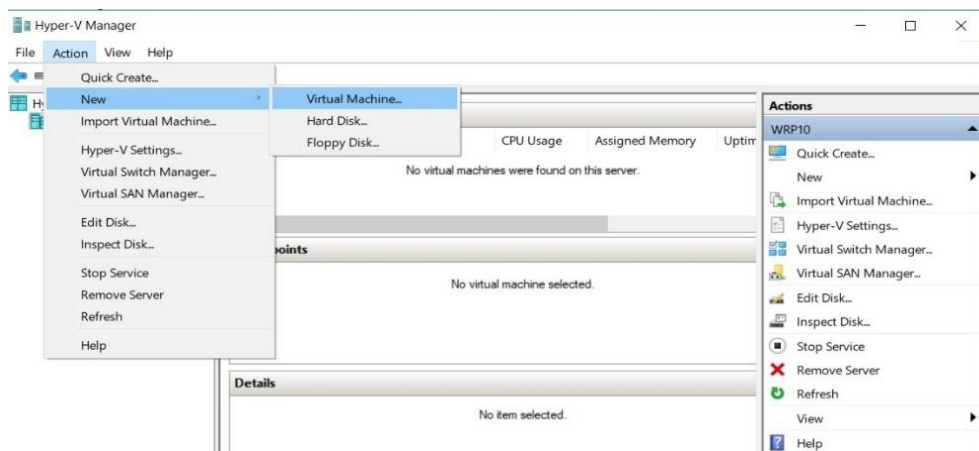 Hyper-V Manager
File Action View Help
Quick Create...
New
Import Virtual Machine...
Hyper-V Settings...
Virtual Switch Manager...
Virtual SAN Manager...
Edit Disk...
Inspect Disk...
Stop Service
Remove Server
Refresh
Help
Virtual Machine...
Hard Disk...
Floppy Disk...
CPU Usage Assigned Memory Uptim
No virtual machines were found on this server.
oints
No virtual machine selected.
Details
No item selected.
Actions
WRP10
Quick Create...
New
Import Virtual Machine...
Hyper-V Settings...
Virtual Switch Manager...
Virtual SAN Manager...
Edit Disk...
Inspect Disk...
Stop Service
Remove Server
Refresh
View
Help